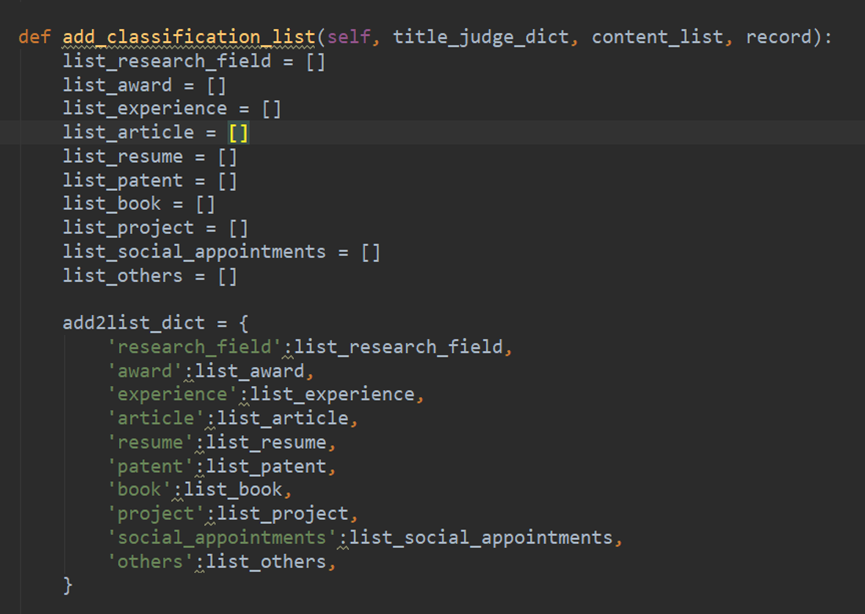 def add_classification_list(self, title_judge_dict, content_list, record):
    list_research_field = []
    list_award = []
    list_experience = []
    list_article = []
    list_resume = []
    list_patent = []
    list_book = []
    list_project = []
    list_social_appointments = []
    list_others = []

    add2list_dict = {
        'research_field':list_research_field,
        'award':list_award,
        'experience':list_experience,
        'article':list_article,
        'resume':list_resume,
        'patent':list_patent,
        'book':list_book,
        'project':list_project,
        'social_appointments':list_social_appointments,
        'others':list_others,
    }